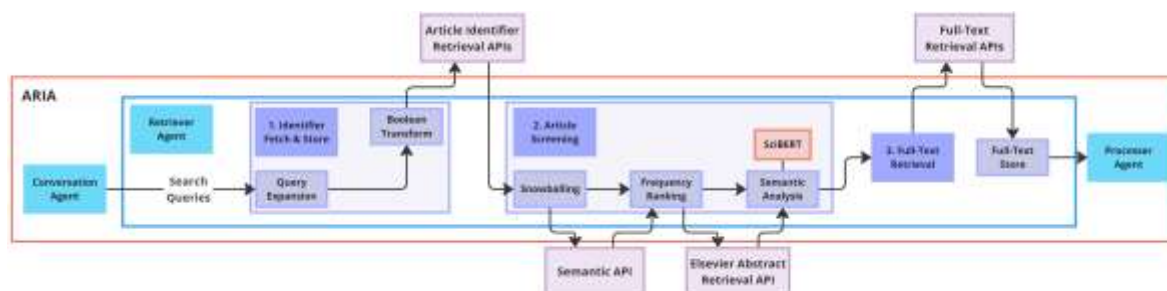 Article Identifier
Retrieval APIs
Full-Text
Retrieval APIs
ARIA
Retriever
Agent
1. Identifier
Fetch & Store
Boolean
Transform
2. Article
Screening
SciBERT
3. Full-Text
Retrieval
Full-Text
Store
Processer
Agent
Conversation
Agent
Search
Queries
Query
Expansion
Snowballing
Frequency
Ranking
Semantic
Analysis
Semantic API
Elsevier Abstract
Retrieval API